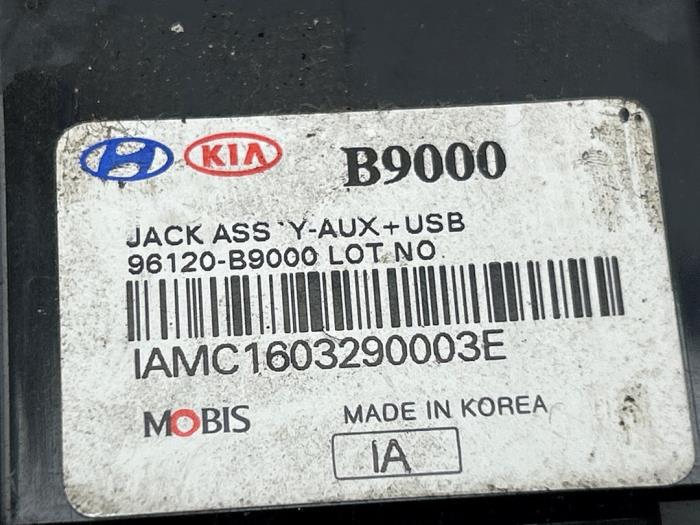 KIA B9000
JACK ASS'Y-AUX+USB
96120-B9000 LOT NO
IAMC1603290003E
MOBIS MADE IN KOREA
IA